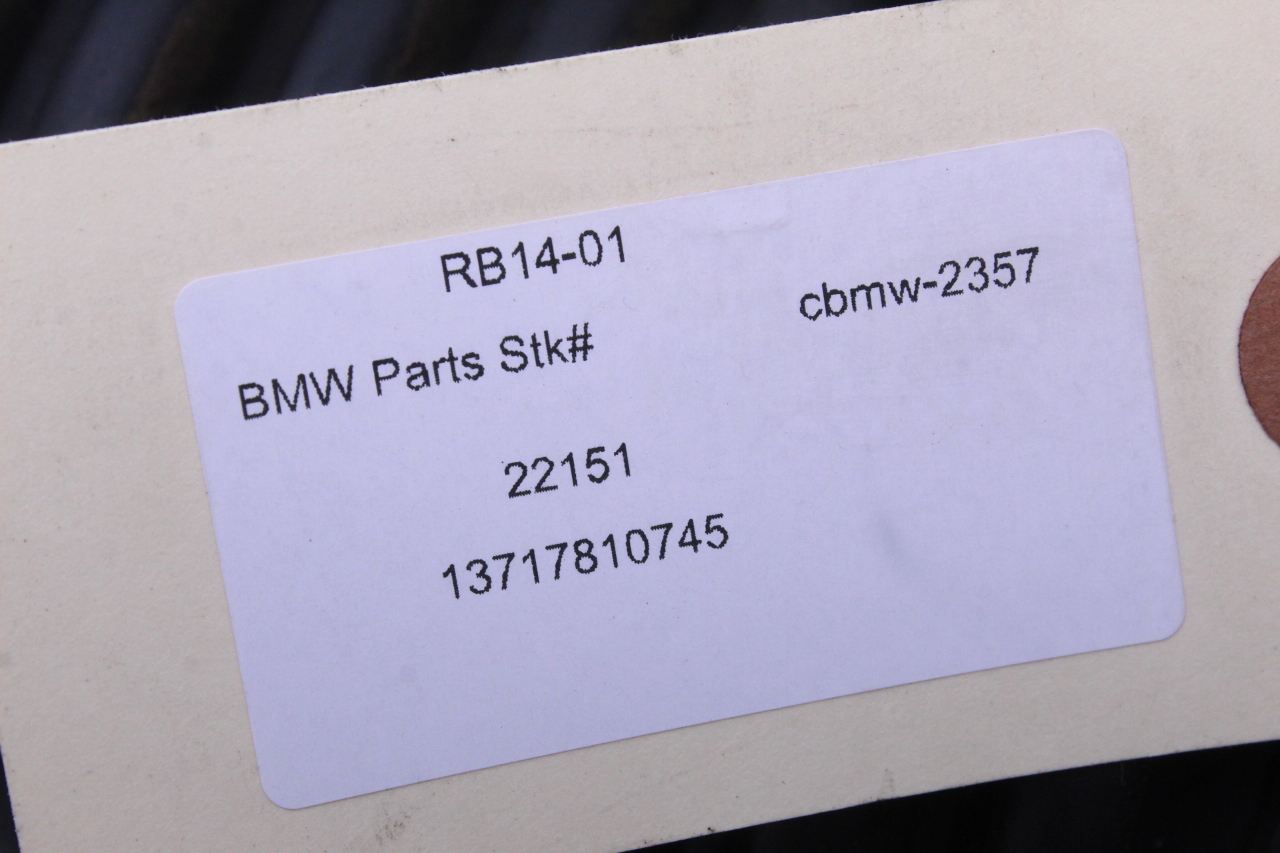 RB14-01
cbmw-2357
BMW Parts Stk#
22151
13717810745